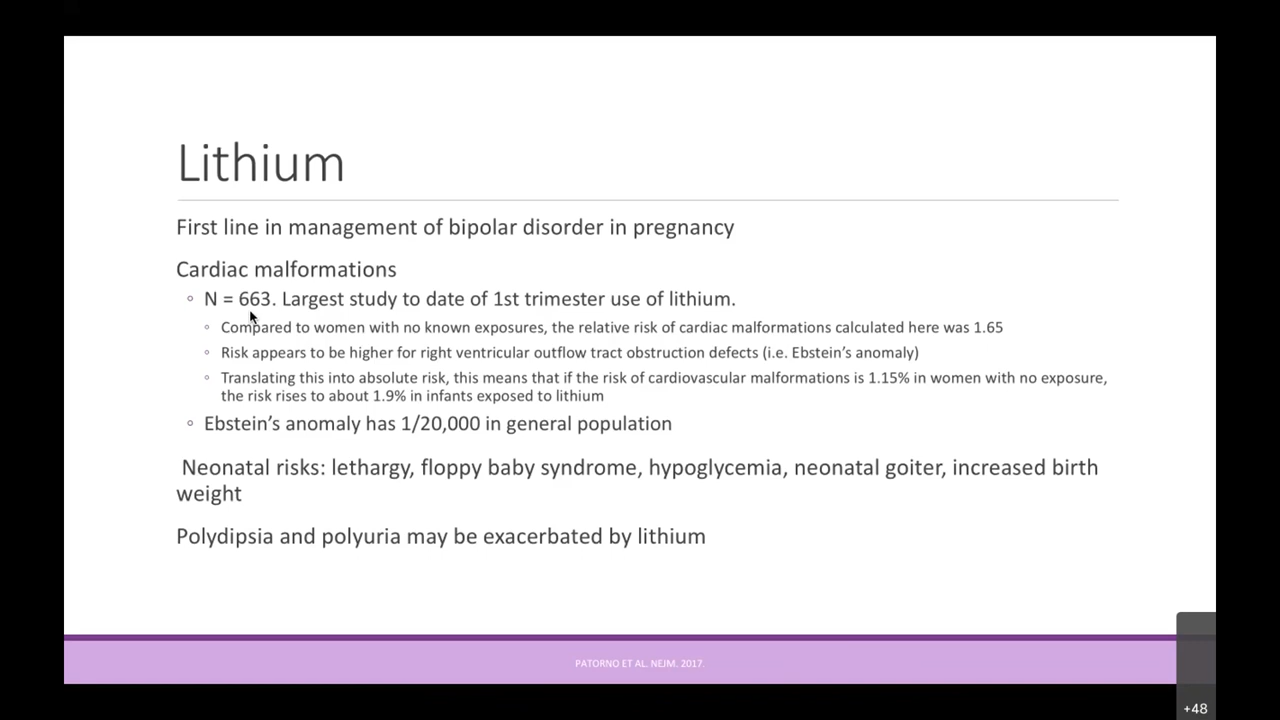 Lithium
First line in management of bipolar disorder in pregnancy
Cardiac malformations
◦ N = 663. Largest study to date of 1st trimester use of lithium.
◦ Compared to women with no known exposures, the relative risk of cardiac malformations calculated here was 1.65
◦ Risk appears to be higher for right ventricular outflow tract obstruction defects (i.e. Ebstein’s anomaly)
◦ Translating this into absolute risk, this means that if the risk of cardiovascular malformations is 1.15% in women with no exposure,
the risk rises to about 1.9% in infants exposed to lithium
◦ Ebstein’s anomaly has 1/20,000 in general population
Neonatal risks: lethargy, floppy baby syndrome, hypoglycemia, neonatal goiter, increased birth
weight
Polydipsia and polyuria may be exacerbated by lithium
PATORNO ET AL. NEJM. 2017.
+48